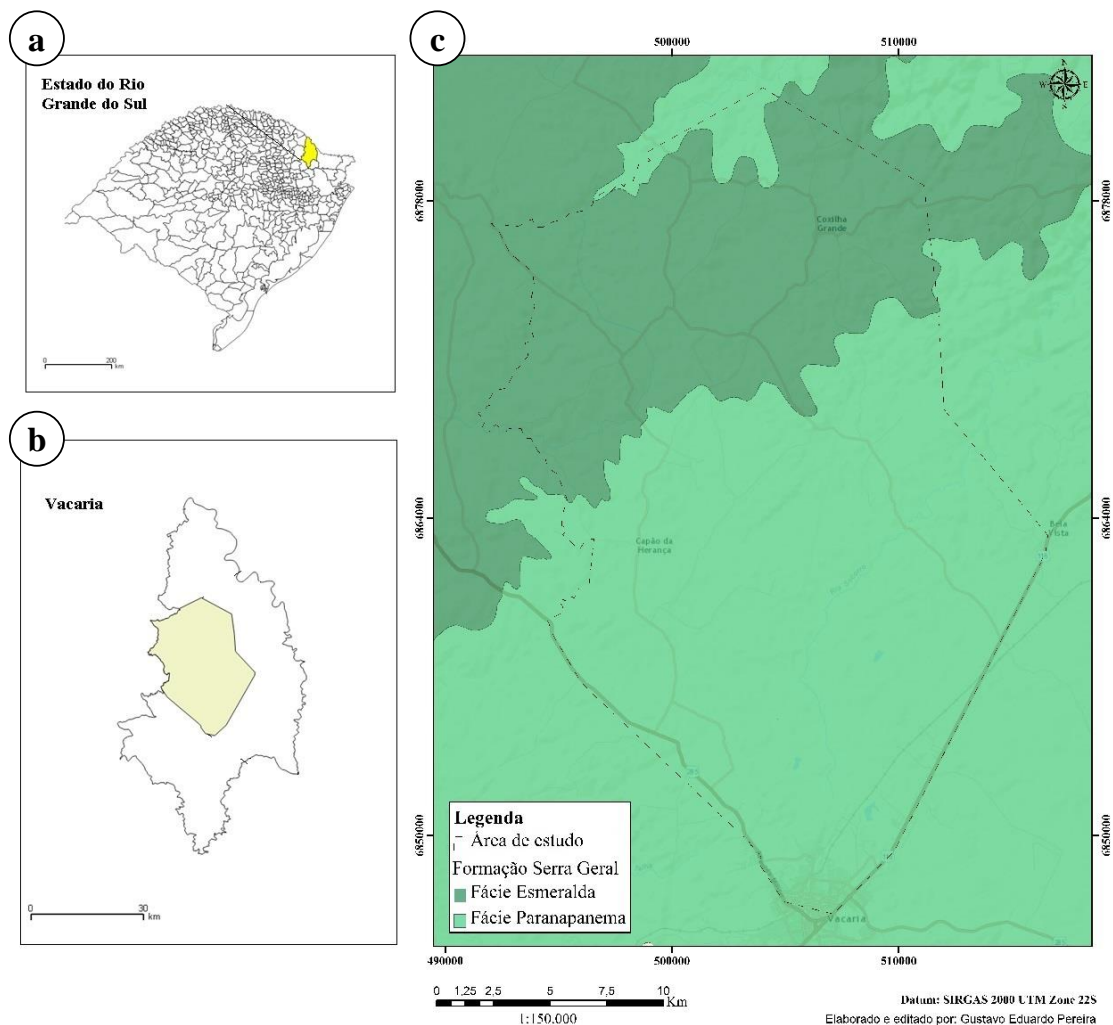 a
Estado do Rio
Grande do Sul
0 200
km
b
Vacaria
0 30
km
c
500000 510000
N
W E
S
6878000 6878000
Coxilha
Grande
6864000 6864000
Capão da
Herança
Bela
Vista
285
Vacaria
6850000 6850000
Legenda
Área de estudo
Formação Serra Geral
Fácie Esmeralda
Fácie Paranapanema
490000 500000 510000
0 1,25 2,5 5 7,5 10
Km
1:150.000
Datum: SIRGAS 2000 UTM Zone 22S
Elaborado e editado por: Gustavo Eduardo Pereira